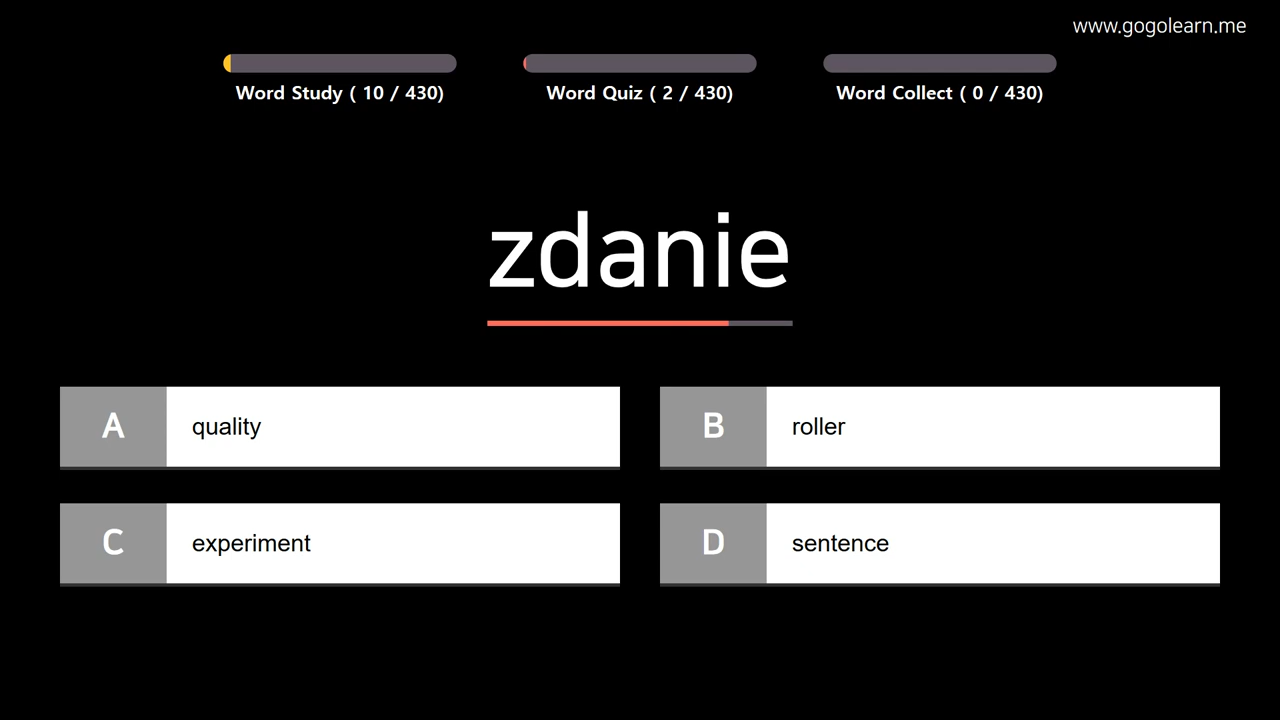 www.gogolearn.me
Word Study ( 10 / 430)
Word Quiz ( 2 / 430)
Word Collect ( 0 / 430)
zdanie
A quality
B roller
C experiment
D sentence